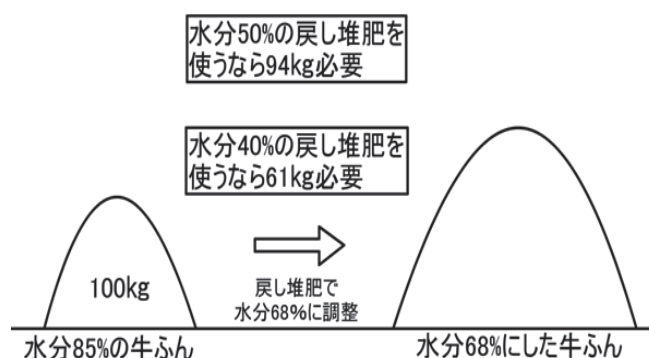 水分50%の戻し堆肥を
使うなら94kg必要
水分40%の戻し堆肥を
使うなら61kg必要
100kg
戻し堆肥で
水分68%に調整
水分85%の牛ふん
水分68%にした牛ふん